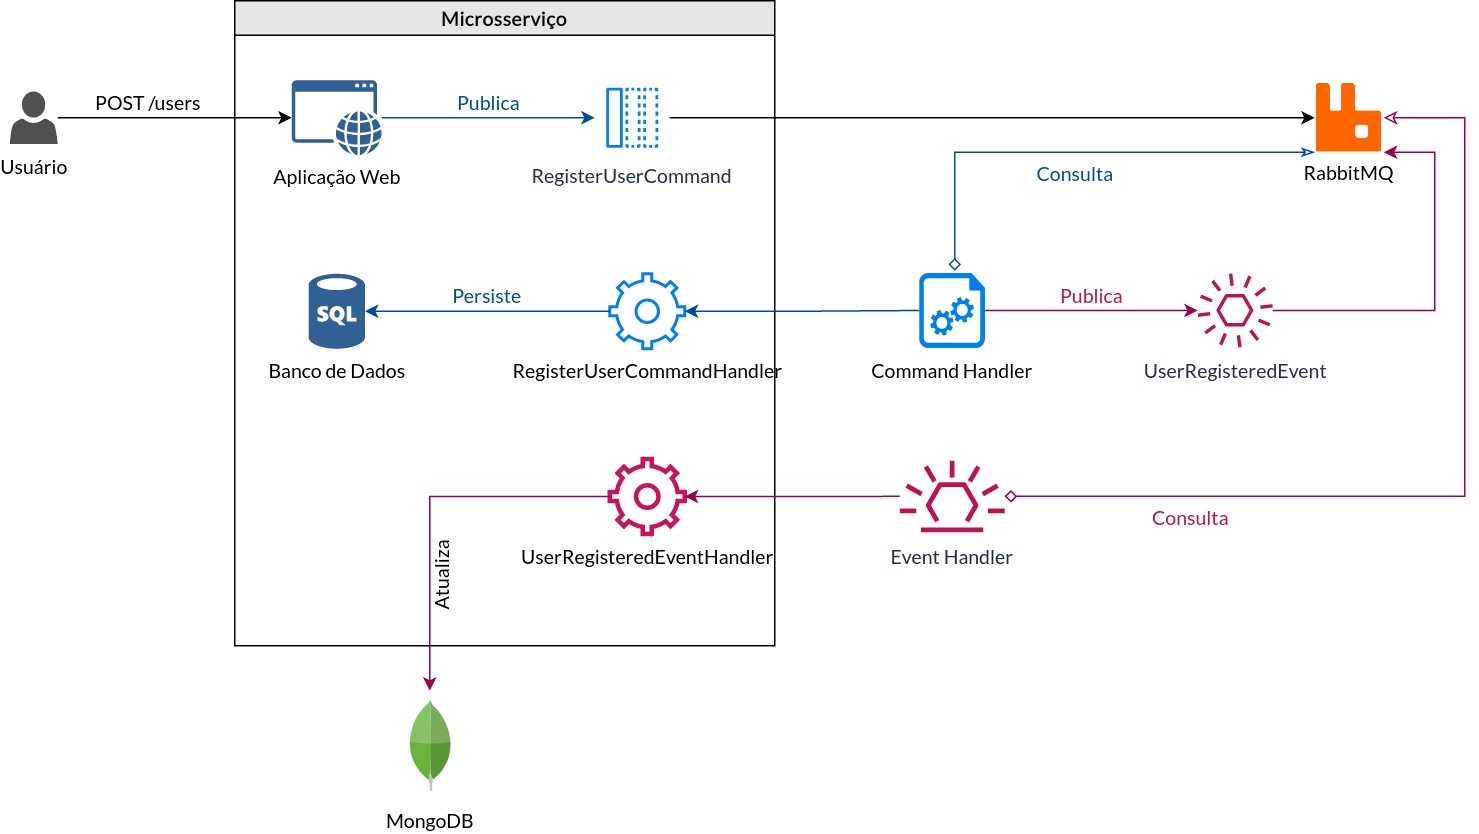 Microsserviço
POST /users
Publica
Usuário
Aplicação Web
RegisterUserCommand
Consulta
RabbitMQ
Persiste
Publica
SQL
Banco de Dados
RegisterUserCommandHandler
Command Handler
UserRegisteredEvent
Consulta
UserRegisteredEventHandler
Event Handler
Atualiza
MongoDB